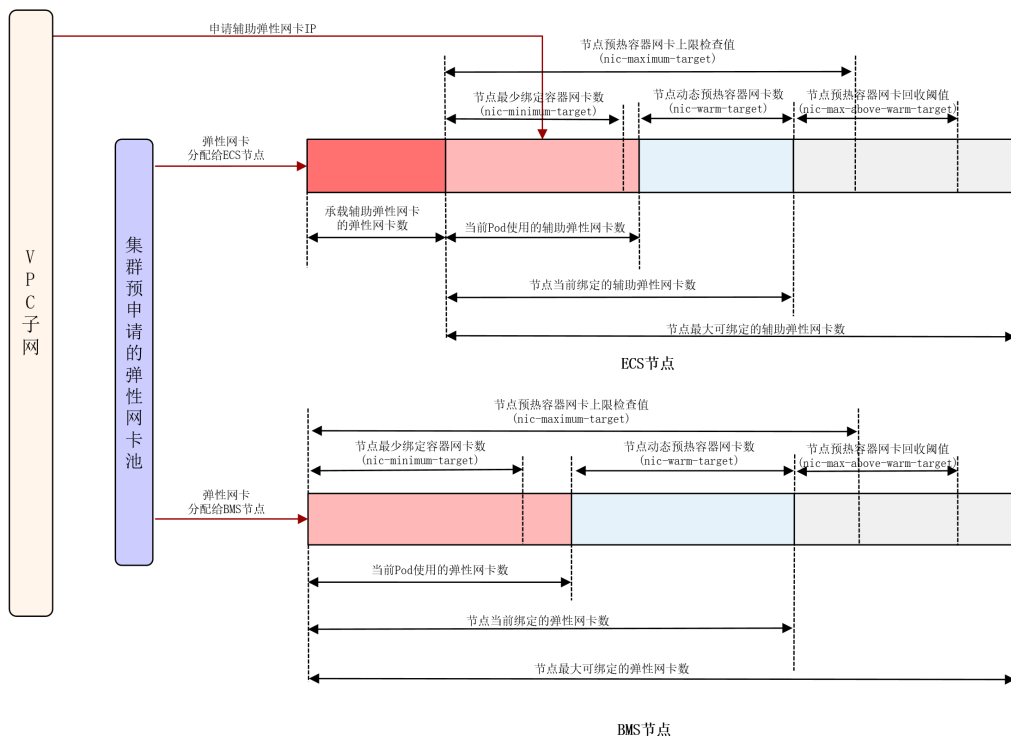 申请辅助弹性网卡IP
节点预热容器网卡上限检查值
(nic-maximum-target)
节点最少绑定容器网卡数
(nic-minimum-target)
节点动态预热容器网卡数
(nic-warm-target)
节点预热容器网卡回收阈值
(nic-max-above-warm-target)
弹性网卡
分配给ECS节点
承载辅助弹性网卡
的弹性网卡数
当前Pod使用的辅助弹性网卡数
节点当前绑定的辅助弹性网卡数
节点最大可绑定的辅助弹性网卡数
ECS节点
VPC子网
集群预申请的弹性网卡池
节点预热容器网卡上限检查值
(nic-maximum-target)
节点最少绑定容器网卡数
(nic-minimum-target)
节点动态预热容器网卡数
(nic-warm-target)
节点预热容器网卡回收阈值
(nic-max-above-warm-target)
弹性网卡
分配给BMS节点
当前Pod使用的弹性网卡数
节点当前绑定的弹性网卡数
节点最大可绑定的弹性网卡数
BMS节点